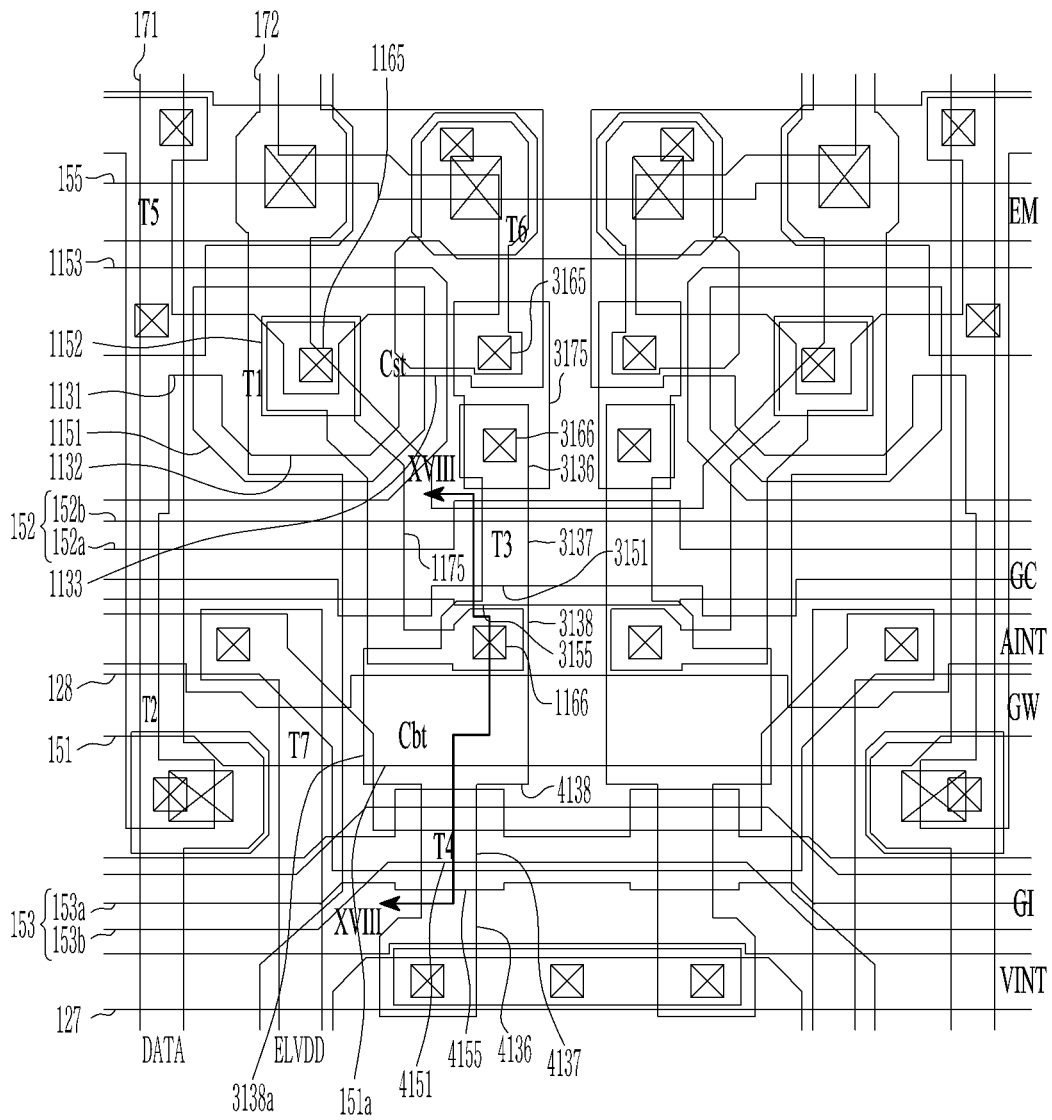 171
172
1165
155
T5
T6
EM
1153
3165
1152
T1
Cst
3175
1131
1151
3166
1132
XVIII
3136
152
152b
152a
T3
3137
1133
1175
3151
GC
3138
3155
AINT
128
T2
T7
1166
GW
Cbt
151
4138
T4
153
153a
153b
XVIII
GI
VINT
127
DATA
ELVDD
3138a
151a
4151
4155
4136
4137